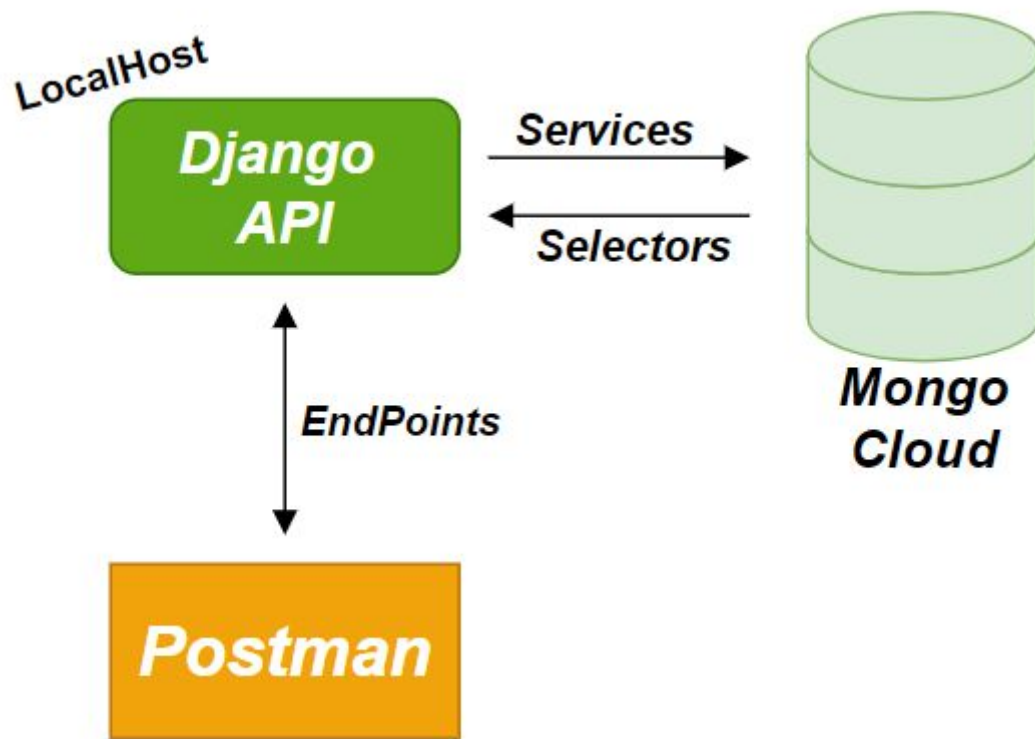 LocalHost
Django
API
Services
Selectors
EndPoints
Mongo
Cloud
Postman